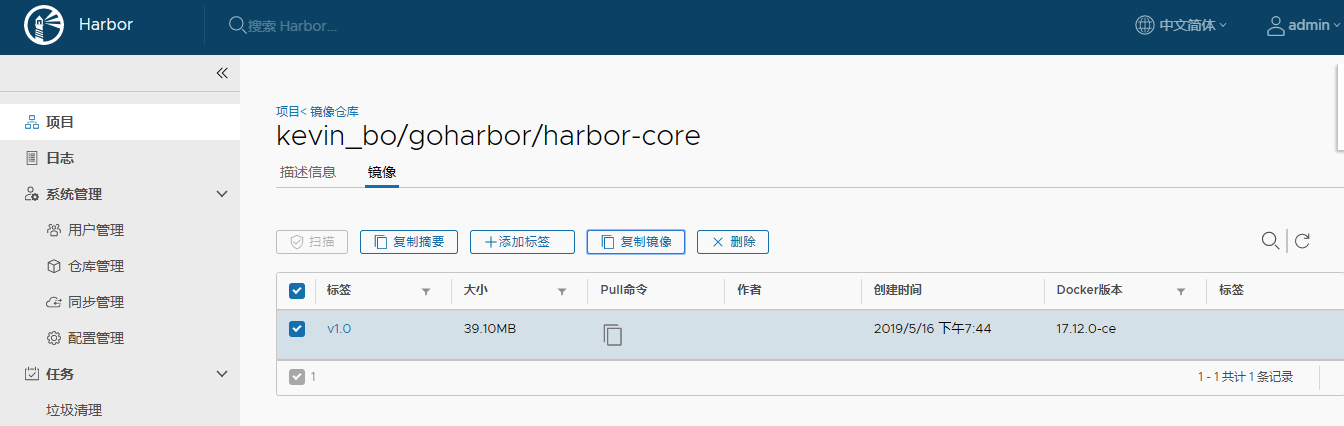 Harbor
搜索 Harbor...
中文简体
admin
项目
日志
系统管理
用户管理
仓库管理
同步管理
配置管理
任务
垃圾清理
项目< 镜像仓库
kevin_bo/goharbor/harbor-core
描述信息 镜像
扫描 复制摘要 +添加标签 复制镜像 × 删除
标签 大小 Pull命令 作者 创建时间 Docker版本 标签
v1.0 39.10MB 2019/5/16 下午7:44 17.12.0-ce
1 1 - 1 共计 1 条记录